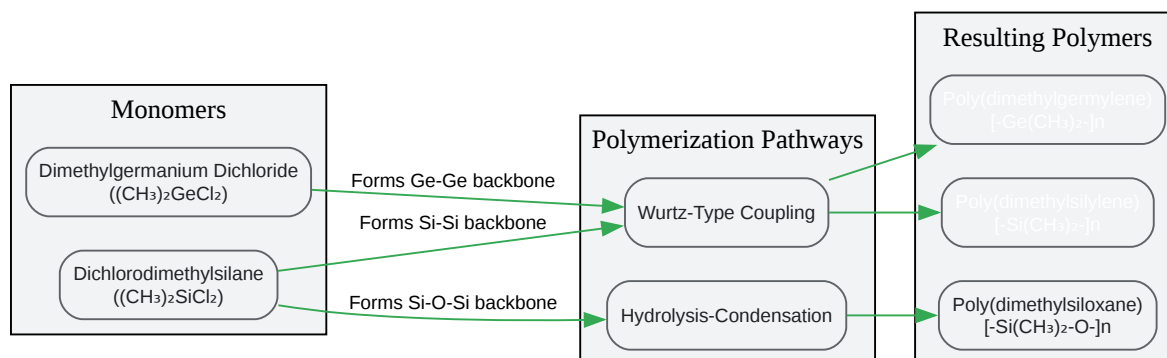 Monomers
Dimethylgermanium Dichloride
((CH₃)₂GeCl₂)
Dichlorodimethylsilane
((CH₃)₂SiCl₂)
Forms Ge-Ge backbone
Forms Si-Si backbone
Forms Si-O-Si backbone
Polymerization Pathways
Wurtz-Type Coupling
Hydrolysis-Condensation
Resulting Polymers
Poly(dimethylgermylene)
[-Ge(CH₃)₂-]n
Poly(dimethylsilylene)
[-Si(CH₃)₂-]n
Poly(dimethylsiloxane)
[-Si(CH₃)₂-O-]n